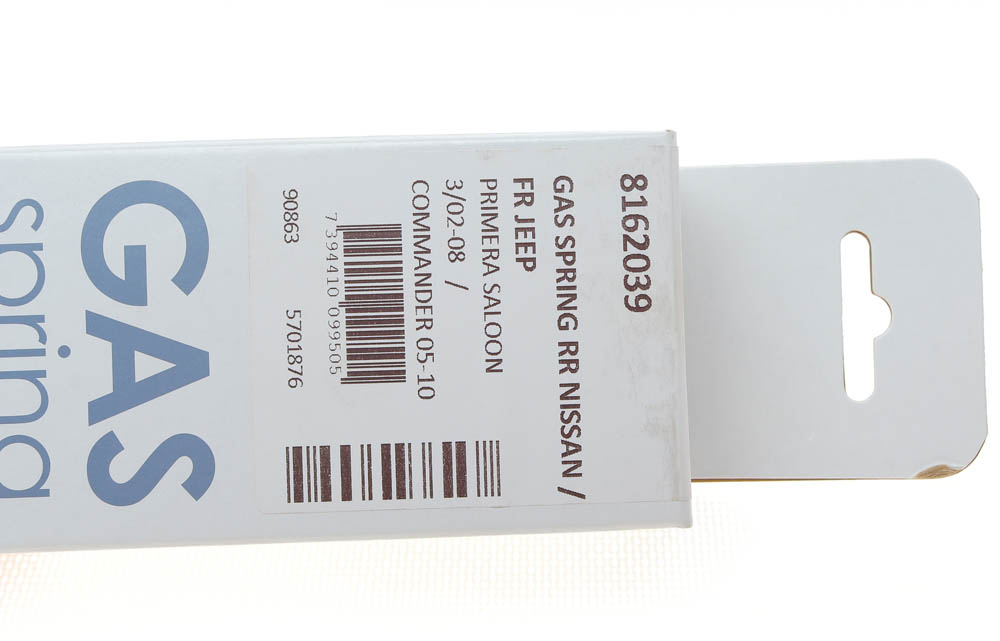 8162039
GAS SPRING RR NISSAN /
FR JEEP
PRIMERA SALOON
3/02-08 /
COMMANDER 05-10
7 394410 099505
90863 5701876
GAS
spring